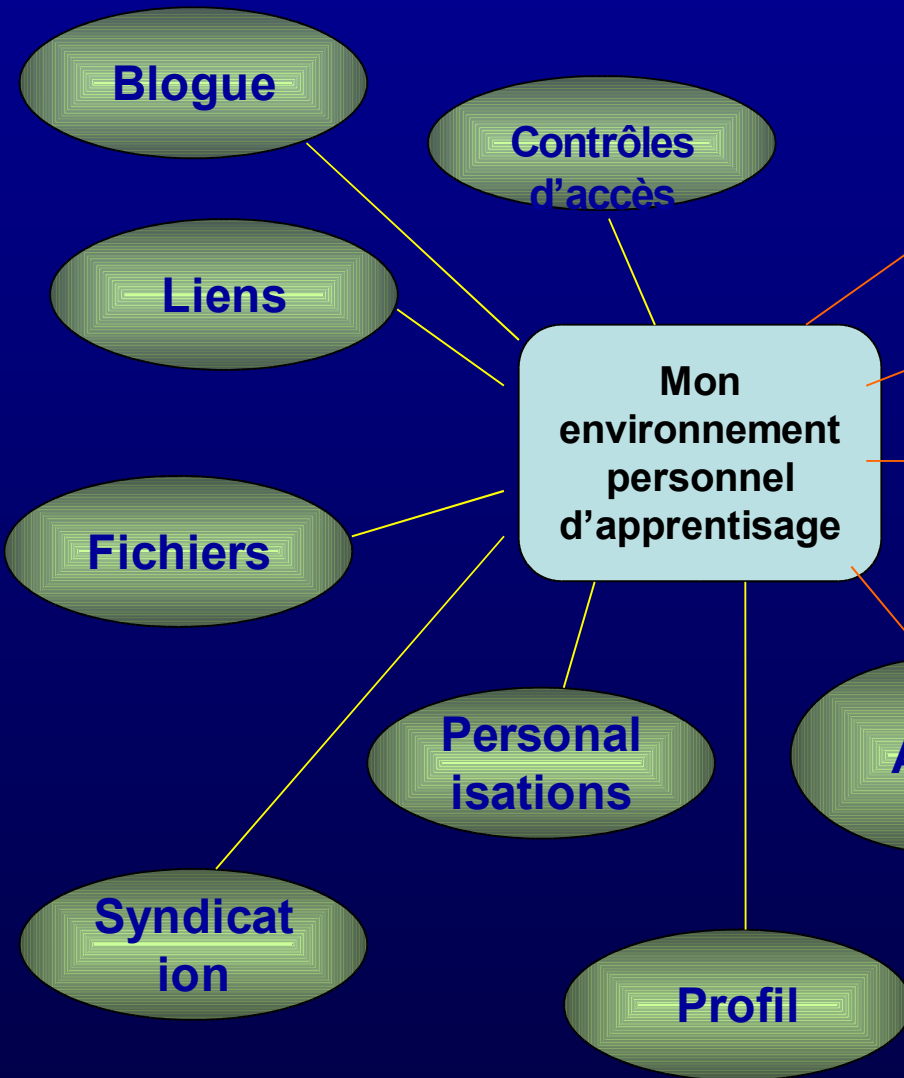 Blogue
Contrôles
d'accès
Liens
Mon
environnement
personnel
d'apprentisage
Fichiers
Personal
isations
A
Syndicat
ion
Profil